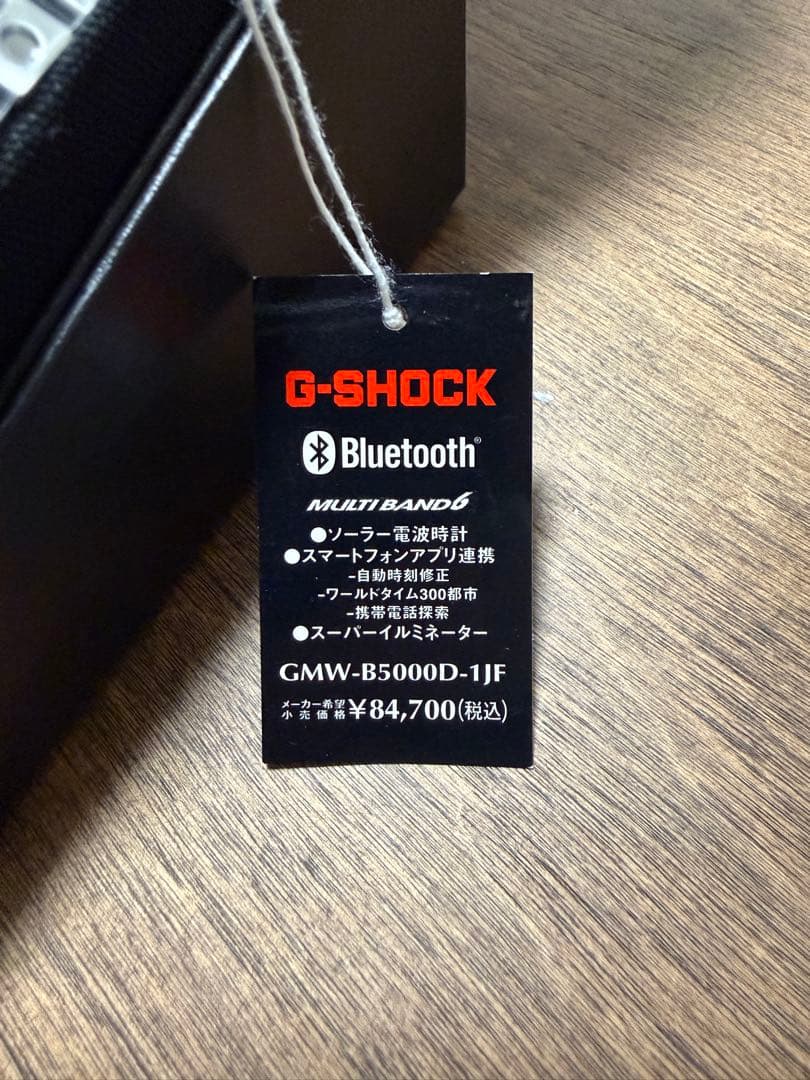 G-SHOCK
Bluetooth®
MULTI BAND 6
●ソーラー電波時計
●スマートフォンアプリ連携
-自動時刻修正
-ワールドタイム300都市
-携帯電話探索
●スーパーイルミネーター
GMW-B5000D-1JF
メーカー希望小売価格 ¥84,700(税込)